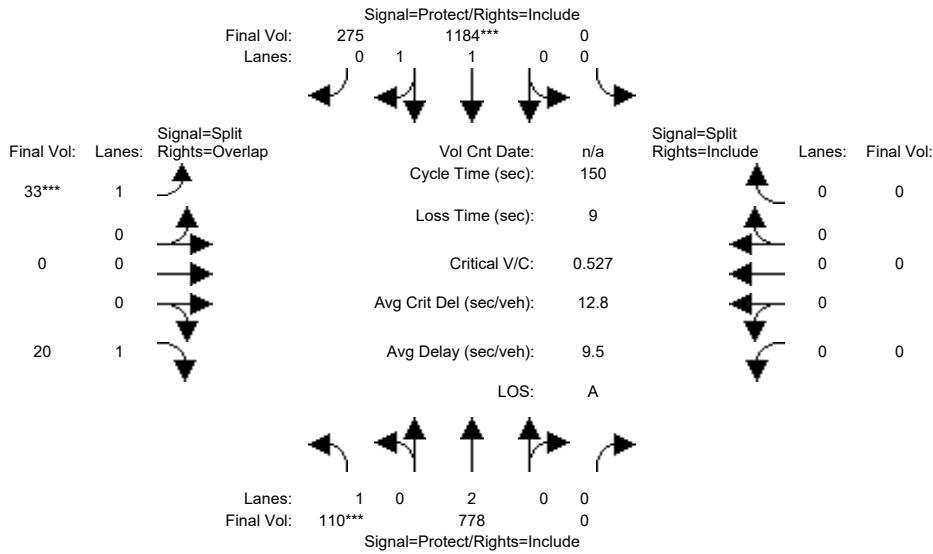 Signal=Protect/Rights=Include
Final Vol: 275 1184*** 0
Lanes: 0 1 1 0 0
Signal=Split Signal=Split
Final Vol: Lanes: Rights=Overlap Vol Cnt Date: n/a Rights=Include Lanes: Final Vol:
Cycle Time (sec): 150
33*** 1 0 0
Loss Time (sec): 9
0 0
0 0 Critical V/C: 0.527 0 0
0 Avg Crit Del (sec/veh): 12.8 0
20 1 Avg Delay (sec/veh): 9.5 0 0
LOS: A
Lanes: 1 0 2 0 0
Final Vol: 110*** 778 0
Signal=Protect/Rights=Include